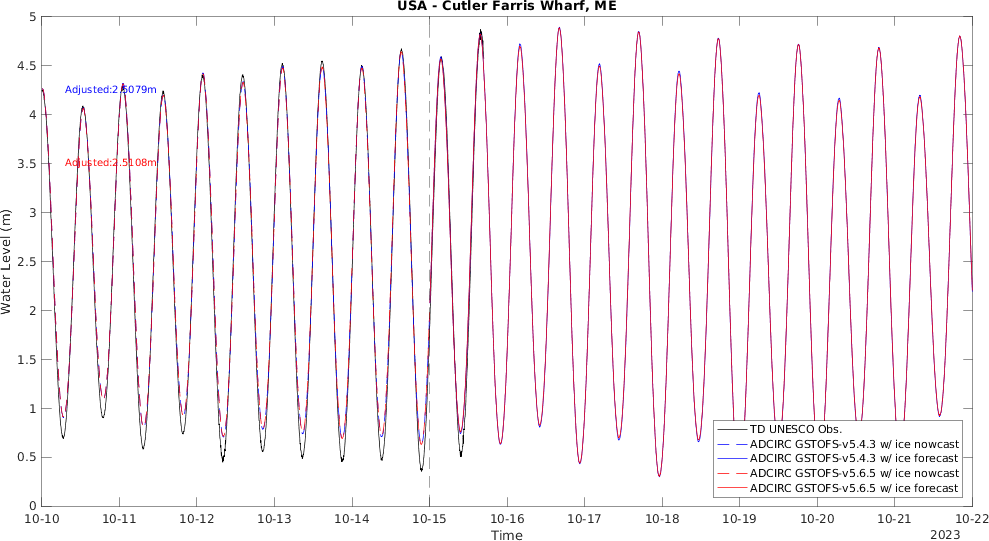 USA - Cutler Farris Wharf, ME
5
4.5
4
3.5
3
2.5
2
1.5
1
0.5
0
Water Level (m)
Adjusted:2.5079m
Adjusted:2.5108m
TD UNESCO Obs.
ADCIRC GSTOFS-v5.4.3 w/ ice nowcast
ADCIRC GSTOFS-v5.4.3 w/ ice forecast
ADCIRC GSTOFS-v5.6.5 w/ ice nowcast
ADCIRC GSTOFS-v5.6.5 w/ ice forecast
10-10 10-11 10-12 10-13 10-14 10-15 10-16 10-17 10-18 10-19 10-20 10-21 10-22
Time
2023